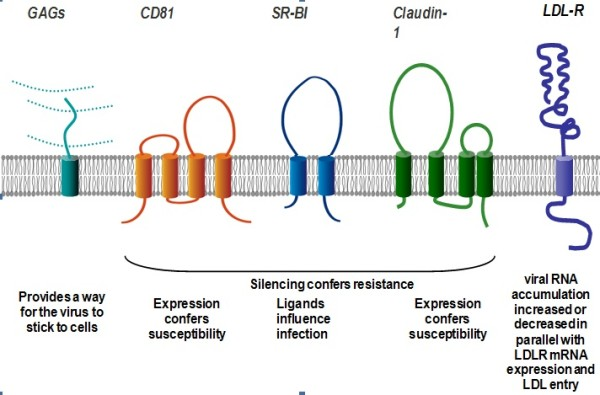 GAGs
CD81
SR-BI
Claudin-
1
LDL-R
Silencing confers resistance
Provides a way
for the virus to
stick to cells
Expression
confers
susceptibility
Ligands
influence
infection
Expression
confers
susceptibility
viral RNA
accumulation
increased or
decreased in
parallel with
LDLR mRNA
expression and
LDL entry